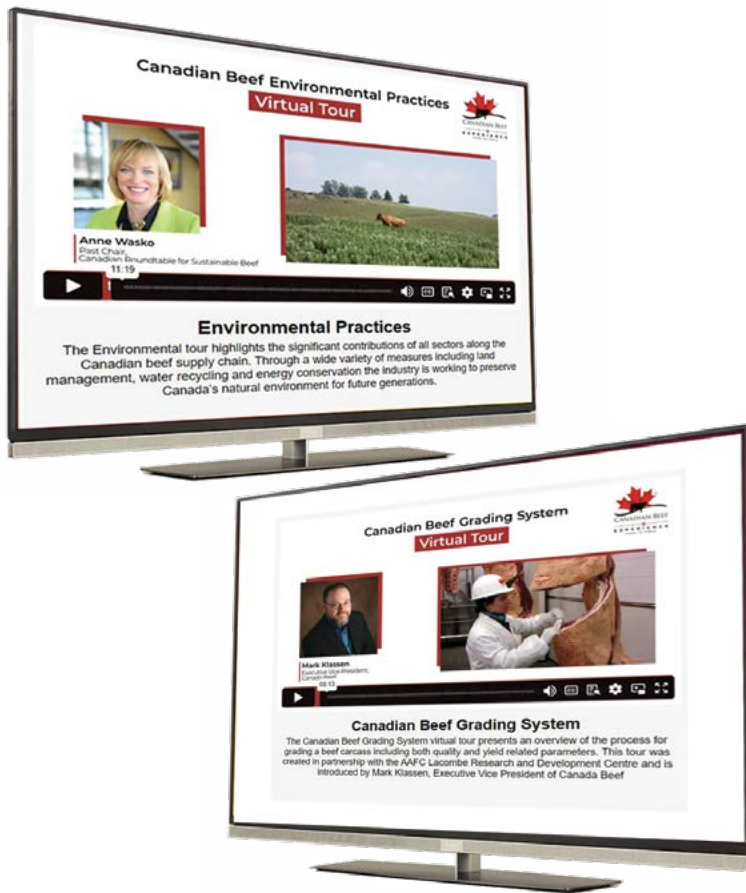 Canadian Beef Environmental Practices
Virtual Tour
CANADIAN BEEF
EXPERIENCE
Anne Wasko
Past Chair,
Canadian Roundtable for Sustainable Beef
11:19
Environmental Practices
The Environmental tour highlights the significant contributions of all sectors along the
Canadian beef supply chain. Through a wide variety of measures including land
management, water recycling and energy conservation the industry is working to preserve
Canada's natural environment for future generations.
Canadian Beef Grading System
Virtual Tour
CANADIAN BEEF
EXPERIENCE
Mark Klassen
Executive Vice President,
Canada Beef
Canadian Beef Grading System
The Canadian Beef Grading System virtual tour presents an overview of the process for
grading a beef carcass including both quality and yield related parameters. This tour was
created in partnership with the AAFC Lacombe Research and Development Centre and is
introduced by Mark Klassen, Executive Vice President of Canada Beef